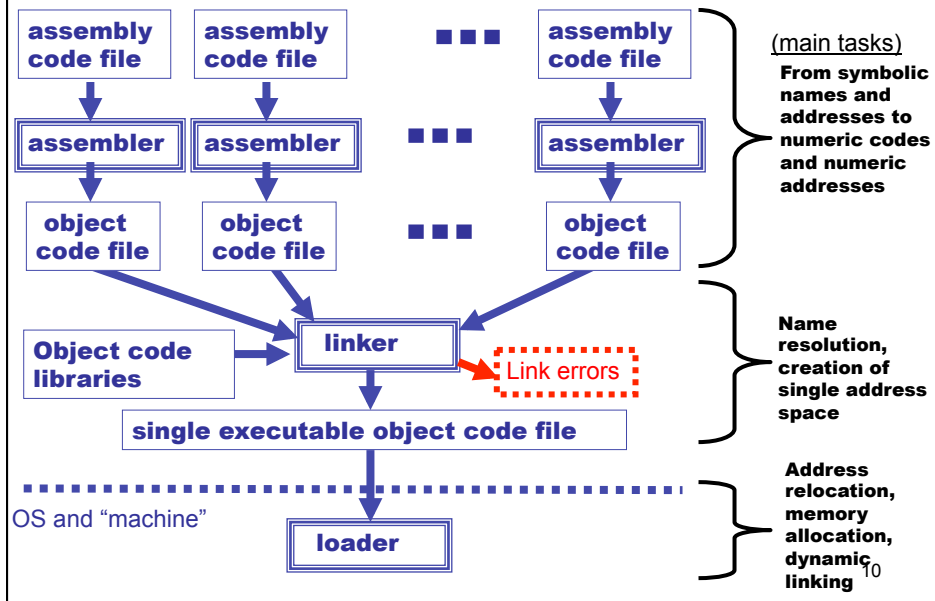 assembly
code file
assembly
code file
assembly
code file
(main tasks)
From symbolic
names and
addresses to
numeric codes
and numeric
addresses
assembler
assembler
assembler
object
code file
object
code file
object
code file
Object code
libraries
linker
Link errors
Name
resolution,
creation of
single address
space
single executable object code file
OS and “machine”
loader
Address
relocation,
memory
allocation,
dynamic
linking
10